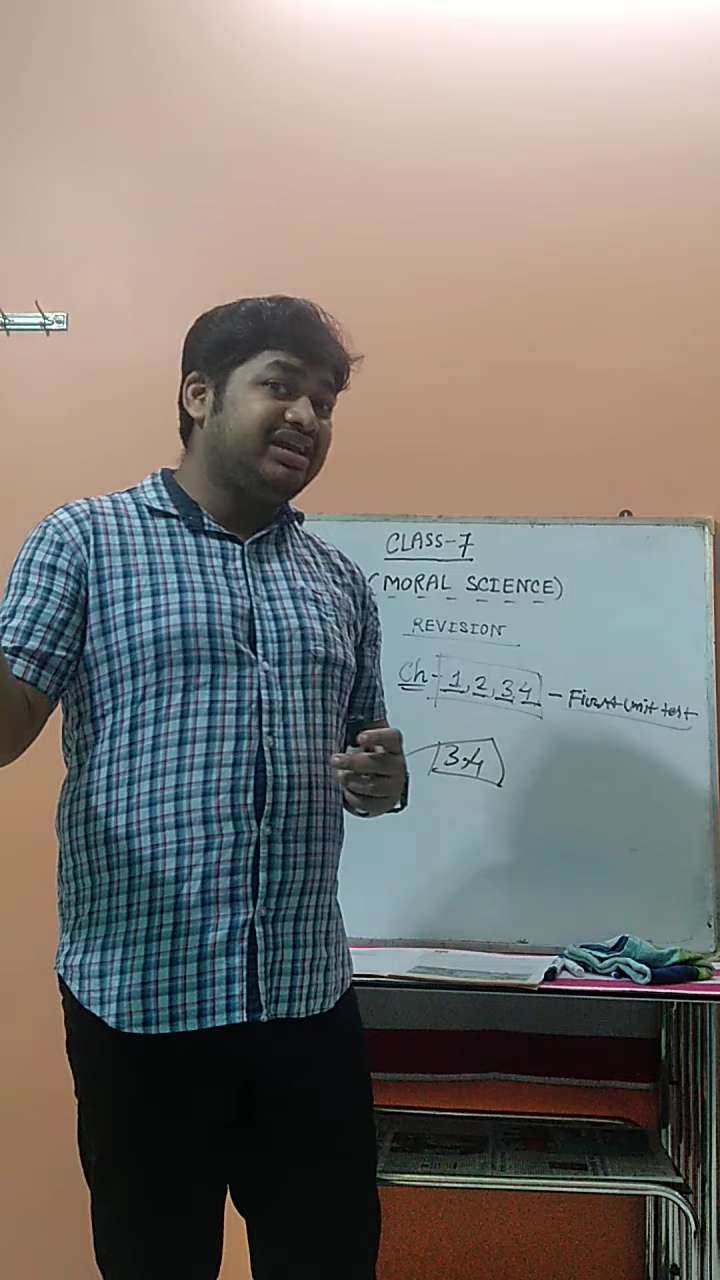 CLASS-7
(MORAL SCIENCE)
REVISION
Ch-1,2,3,4 - First unit test
3,4